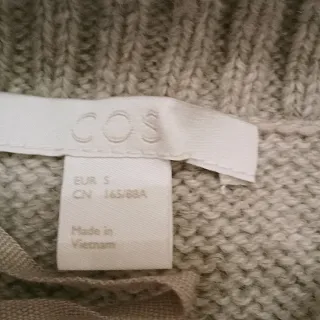 COS
EUR S
CN 165/88A
Made in
Vietnam